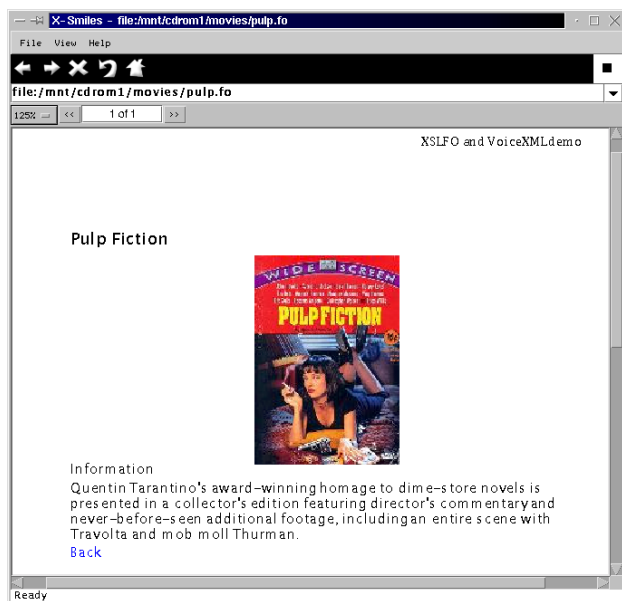 X-Smiles – file:/mnt/cdrom1/movies/pulp.fo
File View Help
file:/mnt/cdrom1/movies/pulp.fo
125% << 1 of 1 >>
XSLFO and VoiceXML demo
Pulp Fiction
WIDE SCREEN
PULP FICTION
Information
Quentin Tarantino's award–winning homage to dime–store novels is
presented in a collector's edition featuring director's commentary and
never–before–seen additional footage, including an entire scene with
Travolta and mob moll Thurman.
Back
Ready